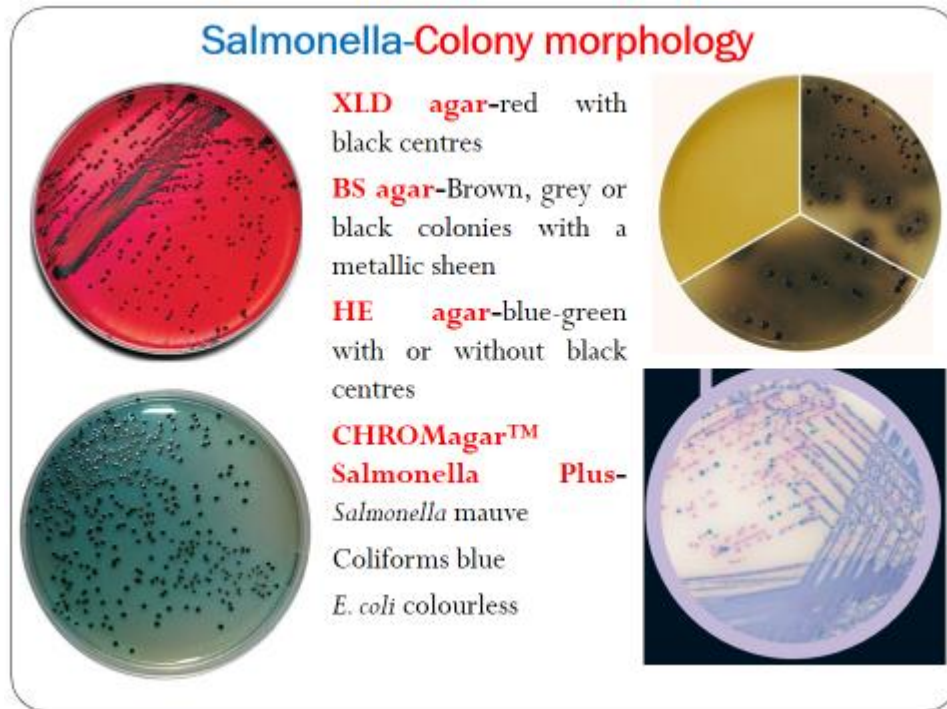 Salmonella-Colony morphology
XLD agar-red with
black centres
BS agar-Brown, grey or
black colonies with a
metallic sheen
HE agar-blue-green
with or without black
centres
CHROMagar™
Salmonella Plus-
Salmonella mauve
Coliforms blue
E. coli colourless